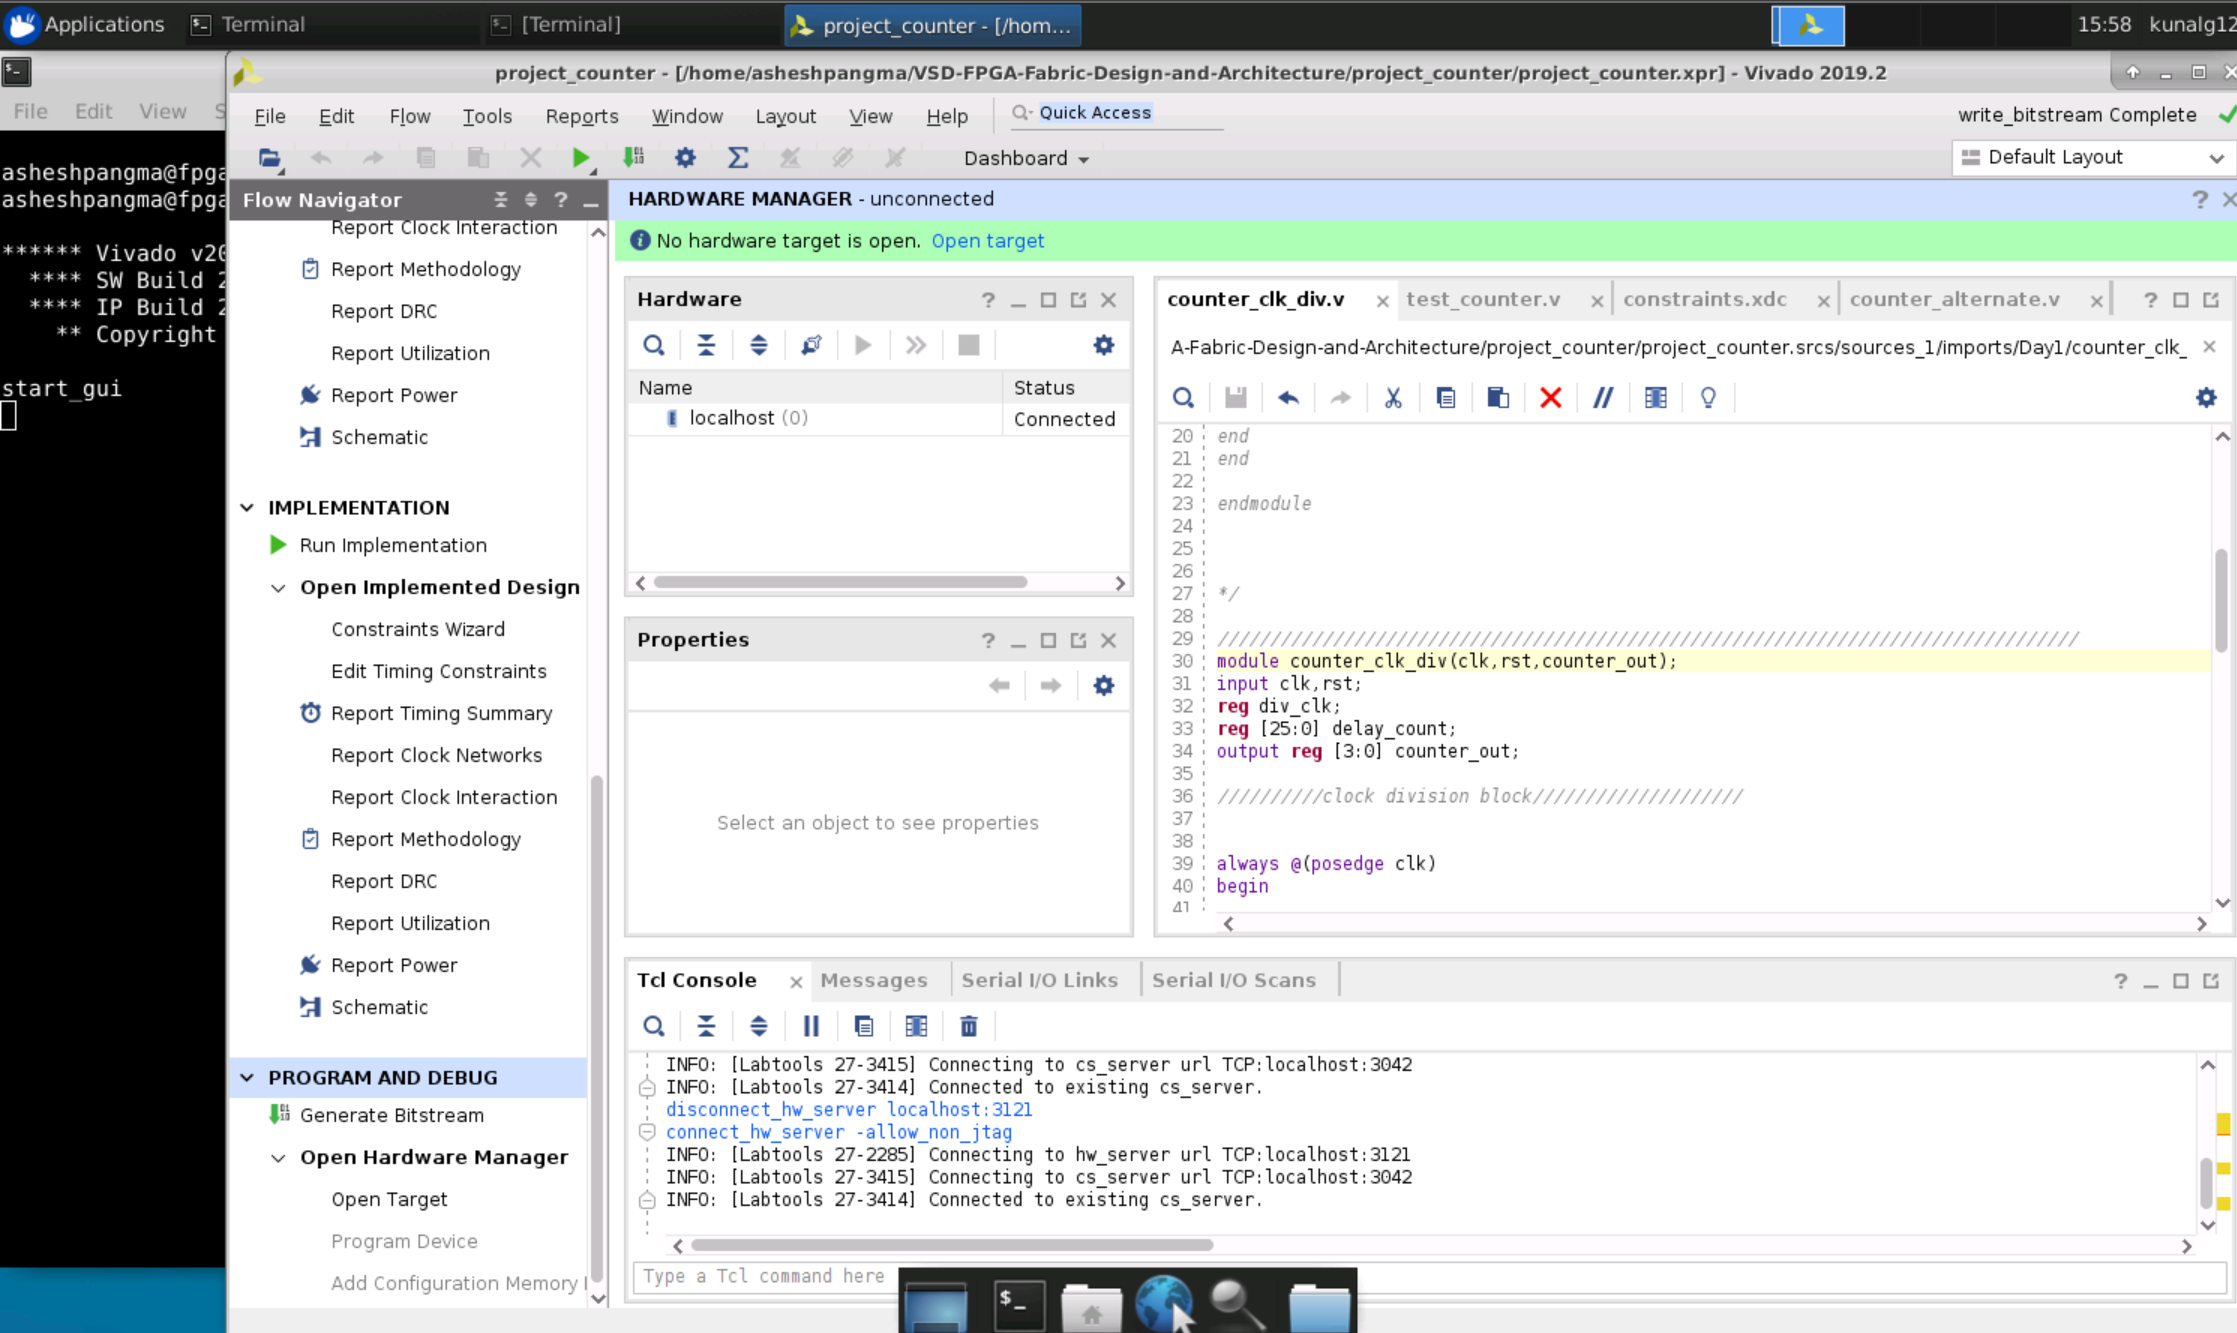 Applications
Terminal
[Terminal]
project_counter - [/hom...
15:58
kunalg12
project_counter - [/home/asheshpangma/VSD-FPGA-Fabric-Design-and-Architecture/project_counter/project_counter.xpr] - Vivado 2019.2
File Edit View S
asheshpangma@fpga
asheshpangma@fpga
****** Vivado v20
**** SW Build 2
**** IP Build 2
** Copyright
start_gui
File Edit Flow Tools Reports Window Layout View Help
Quick Access
write_bitstream Complete
Dashboard
Default Layout
Flow Navigator
Report Clock Interaction
Report Methodology
Report DRC
Report Utilization
Report Power
Schematic
IMPLEMENTATION
Run Implementation
Open Implemented Design
Constraints Wizard
Edit Timing Constraints
Report Timing Summary
Report Clock Networks
Report Clock Interaction
Report Methodology
Report DRC
Report Utilization
Report Power
Schematic
PROGRAM AND DEBUG
Generate Bitstream
Open Hardware Manager
Open Target
Program Device
Add Configuration Memory
HARDWARE MANAGER - unconnected
No hardware target is open. Open target
Hardware
Name Status
localhost (0) Connected
Properties
Select an object to see properties
counter_clk_div.v test_counter.v constraints.xdc counter_alternate.v
A-Fabric-Design-and-Architecture/project_counter/project_counter.srcs/sources_1/imports/Day1/counter_clk_
20 end
21 end
22
23 endmodule
24
25
26
27 */
28
29 //////////////////////////////////////////////////////////////////////////////////
30 module counter_clk_div(clk,rst,counter_out);
31 input clk,rst;
32 reg div_clk;
33 reg [25:0] delay_count;
34 output reg [3:0] counter_out;
35
36 //////////clock division block////////////////////
37
38
39 always @(posedge clk)
40 begin
41
Tcl Console Messages Serial I/O Links Serial I/O Scans
INFO: [Labtools 27-3415] Connecting to cs_server url TCP:localhost:3042
INFO: [Labtools 27-3414] Connected to existing cs_server.
disconnect_hw_server localhost:3121
connect_hw_server -allow_non_jtag
INFO: [Labtools 27-2285] Connecting to hw_server url TCP:localhost:3121
INFO: [Labtools 27-3415] Connecting to cs_server url TCP:localhost:3042
INFO: [Labtools 27-3414] Connected to existing cs_server.
Type a Tcl command here